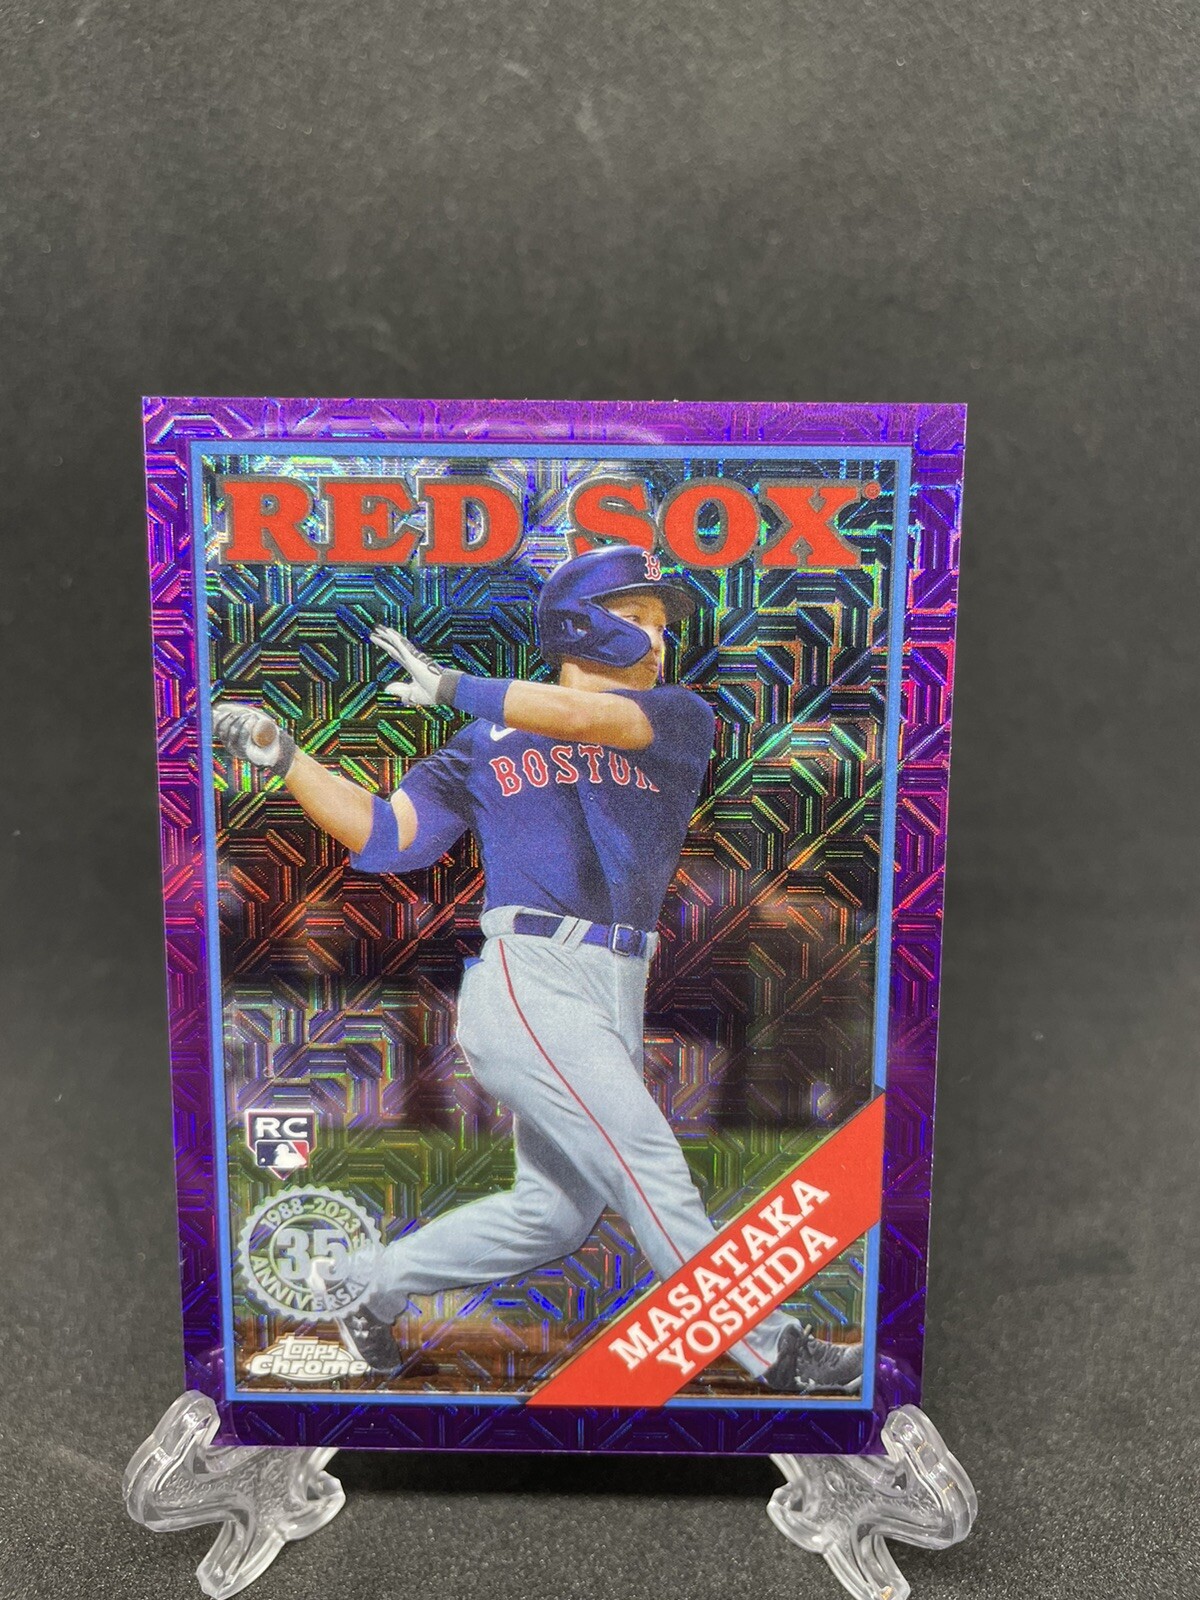 RED SOX
B
BOSTON
RC
1988-2023
35th
ANNIVERSARY
topps
Chrome
MASATAKA
YOSHIDA